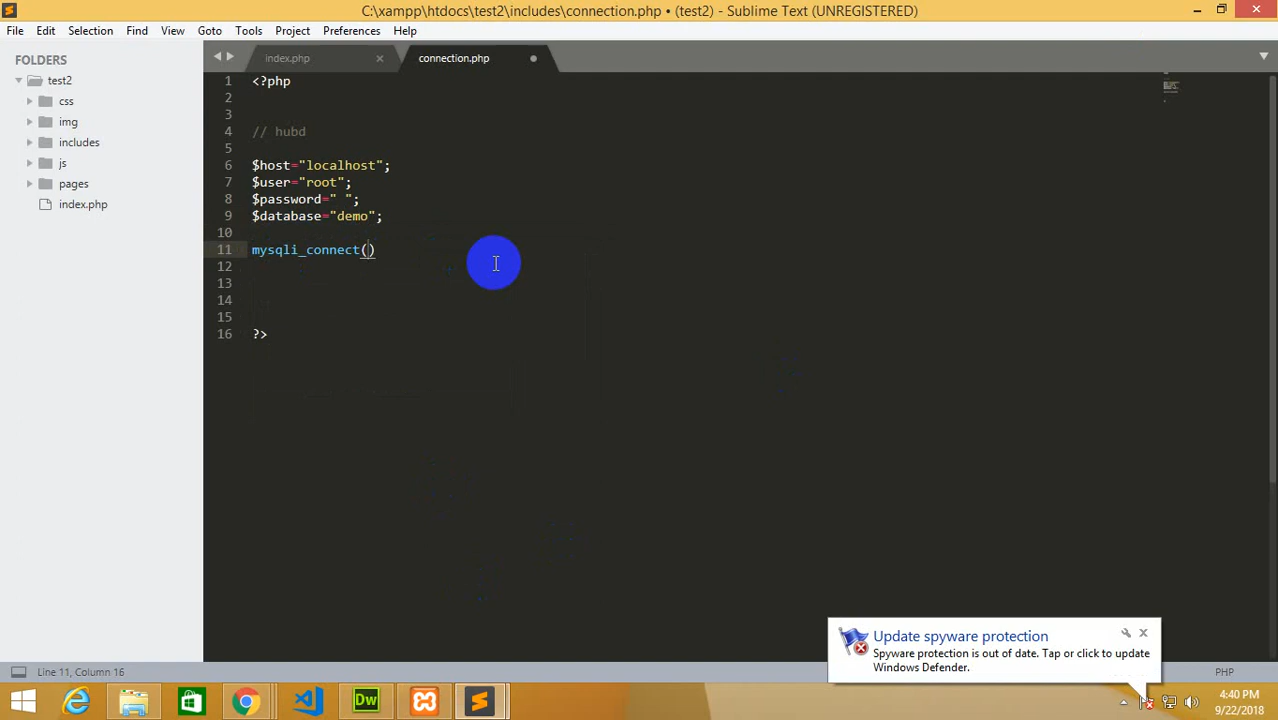 C:\xampp\htdocs\test2\includes\connection.php • (test2) - Sublime Text (UNREGISTERED)
File Edit Selection Find View Goto Tools Project Preferences Help
FOLDERS
test2
css
img
includes
js
pages
index.php
index.php connection.php
1 <?php
2
3
4 // hubd
5
6 $host="localhost";
7 $user="root";
8 $password=" ";
9 $database="demo";
10
11 mysqli_connect()
12
13
14
15
16 ?>
Update spyware protection
Spyware protection is out of date. Tap or click to update
Windows Defender.
Line 11, Column 16
PHP
Dw
4:40 PM
9/22/2018